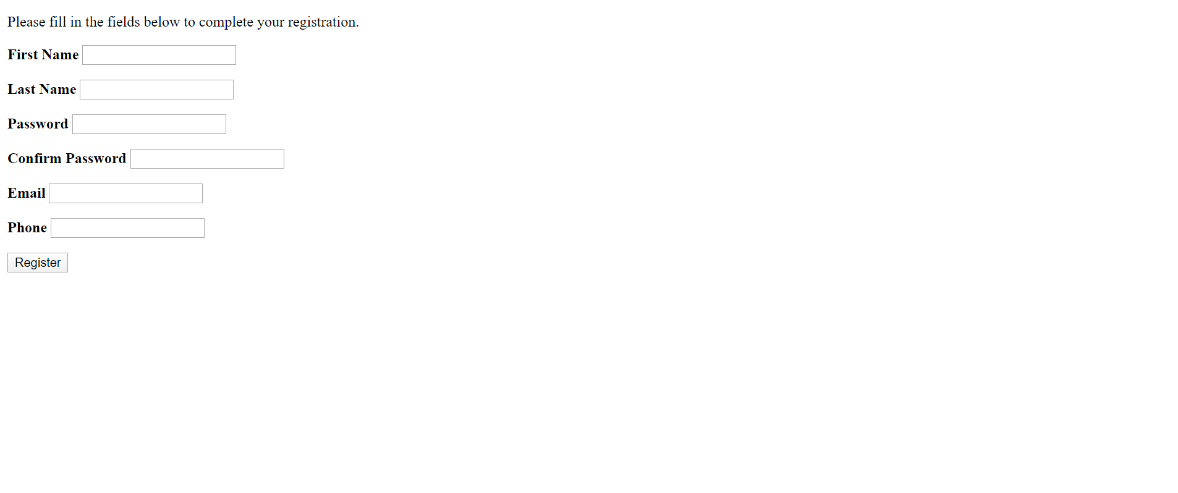 Please fill in the fields below to complete your registration.
First Name
Last Name
Password
Confirm Password
Email
Phone
Register